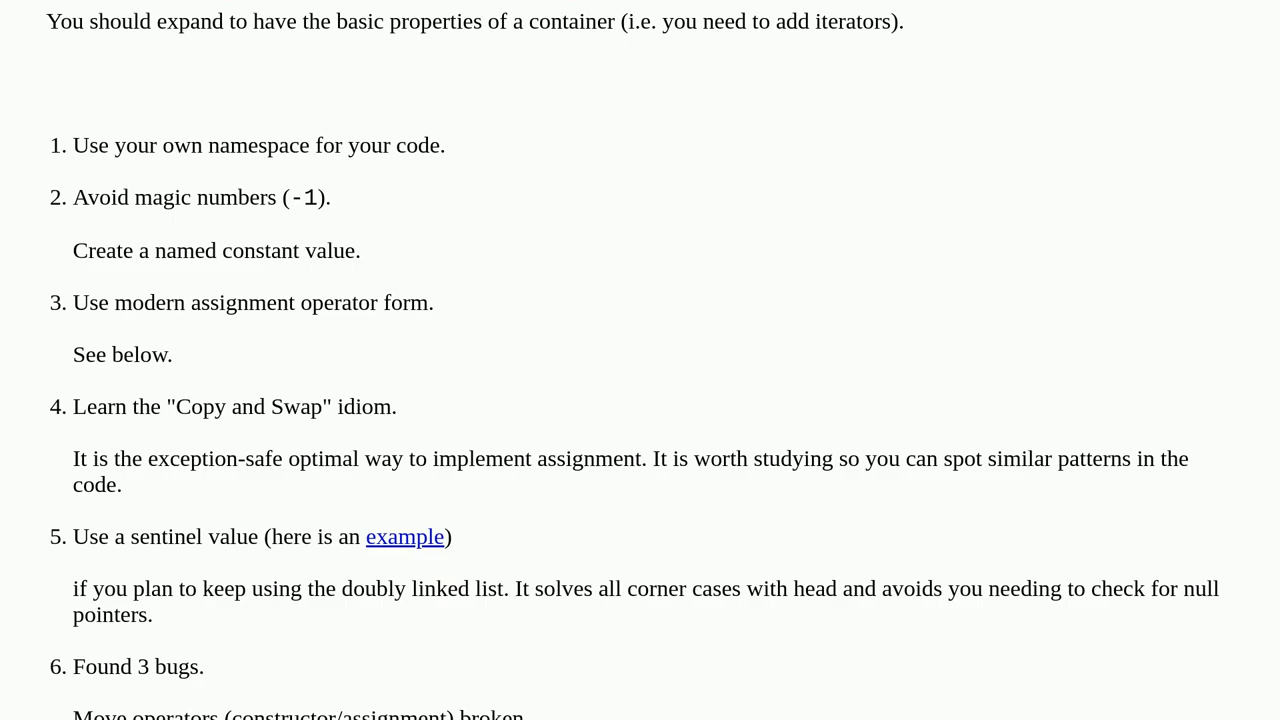 You should expand to have the basic properties of a container (i.e. you need to add iterators).
1. Use your own namespace for your code.
2. Avoid magic numbers (-1).
Create a named constant value.
3. Use modern assignment operator form.
See below.
4. Learn the "Copy and Swap" idiom.
It is the exception-safe optimal way to implement assignment. It is worth studying so you can spot similar patterns in the
code.
5. Use a sentinel value (here is an example)
if you plan to keep using the doubly linked list. It solves all corner cases with head and avoids you needing to check for null
pointers.
6. Found 3 bugs.
Move operators (constructor/assignment) broken